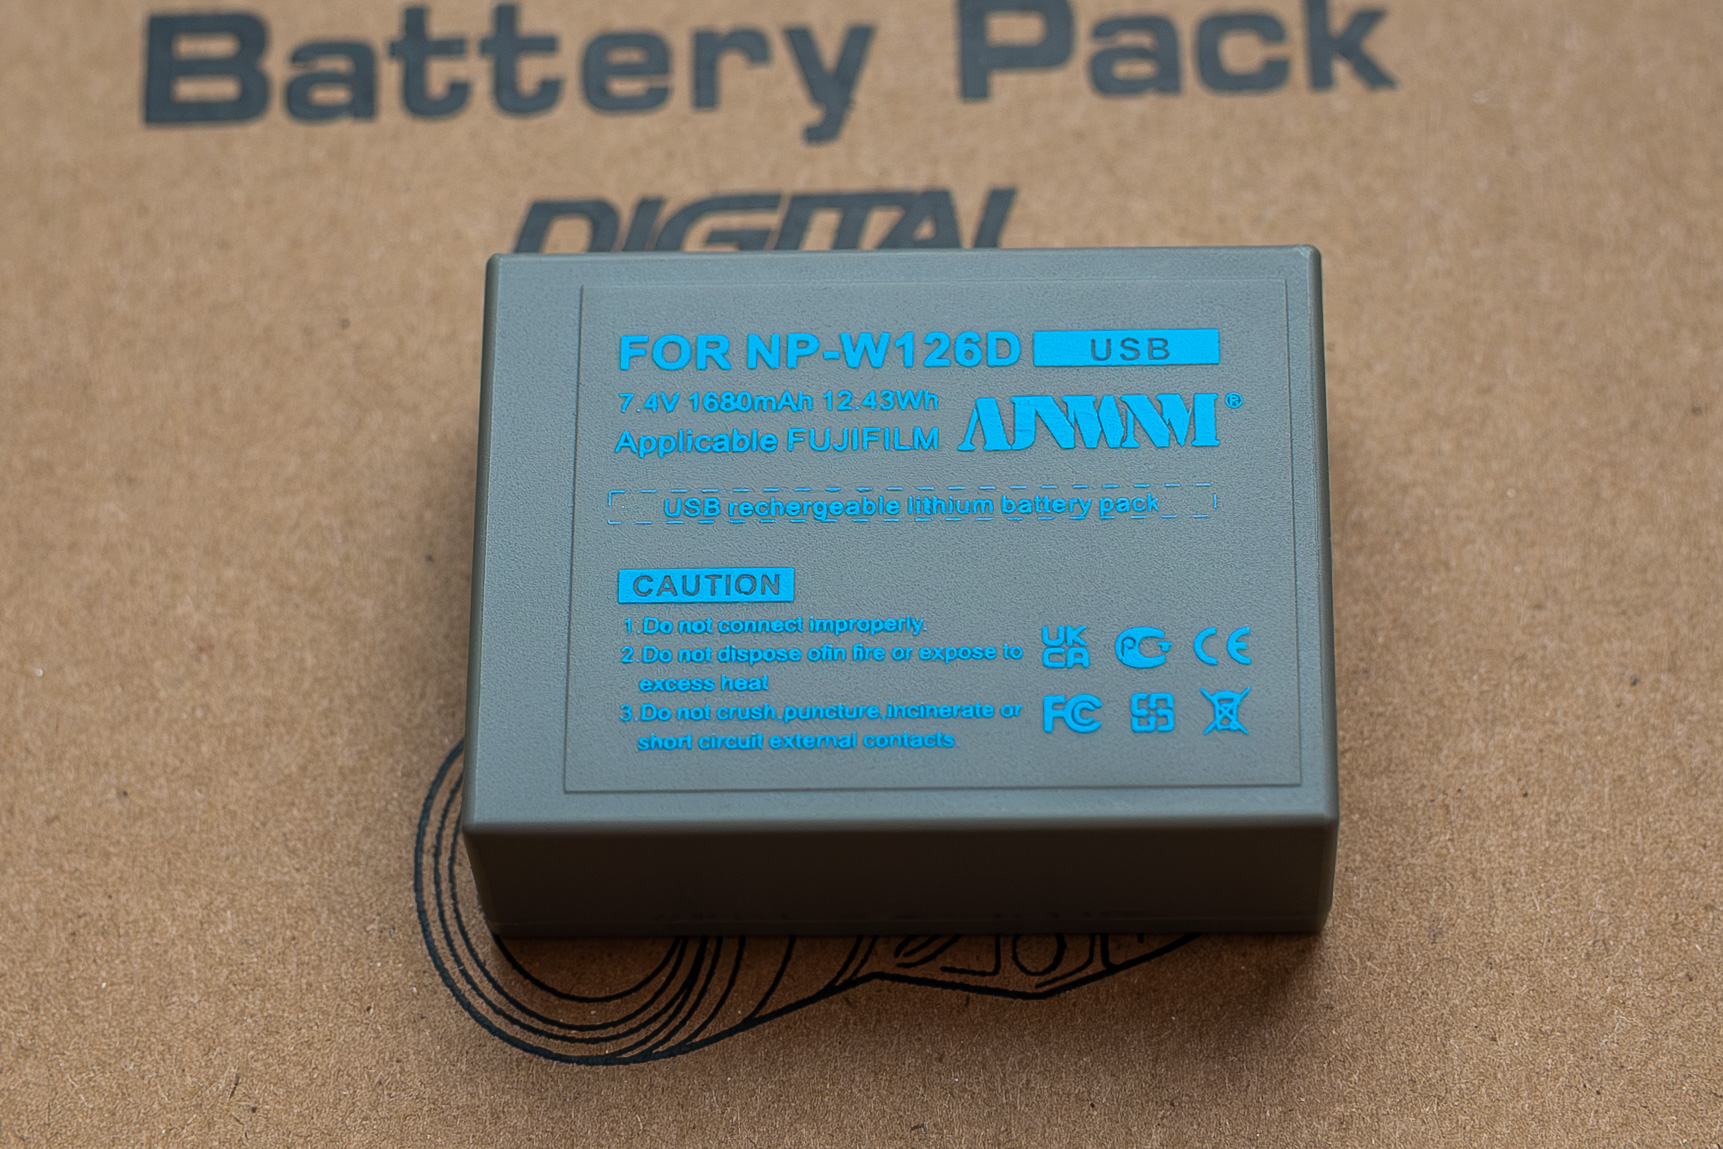 Battery Pack
DIGITAL
FOR NP-W126D USB
7.4V 1680mAh 12.43Wh
Applicable FUJIFILM AJNWNM®
USB rechergeable lithium battery pack
CAUTION
1.Do not connect improperly.
2.Do not dispose ofin fire or expose to
excess heat
3.Do not crush,puncture,incinerate or
short circuit external contacts.
UK
CA
PC
CE
FC